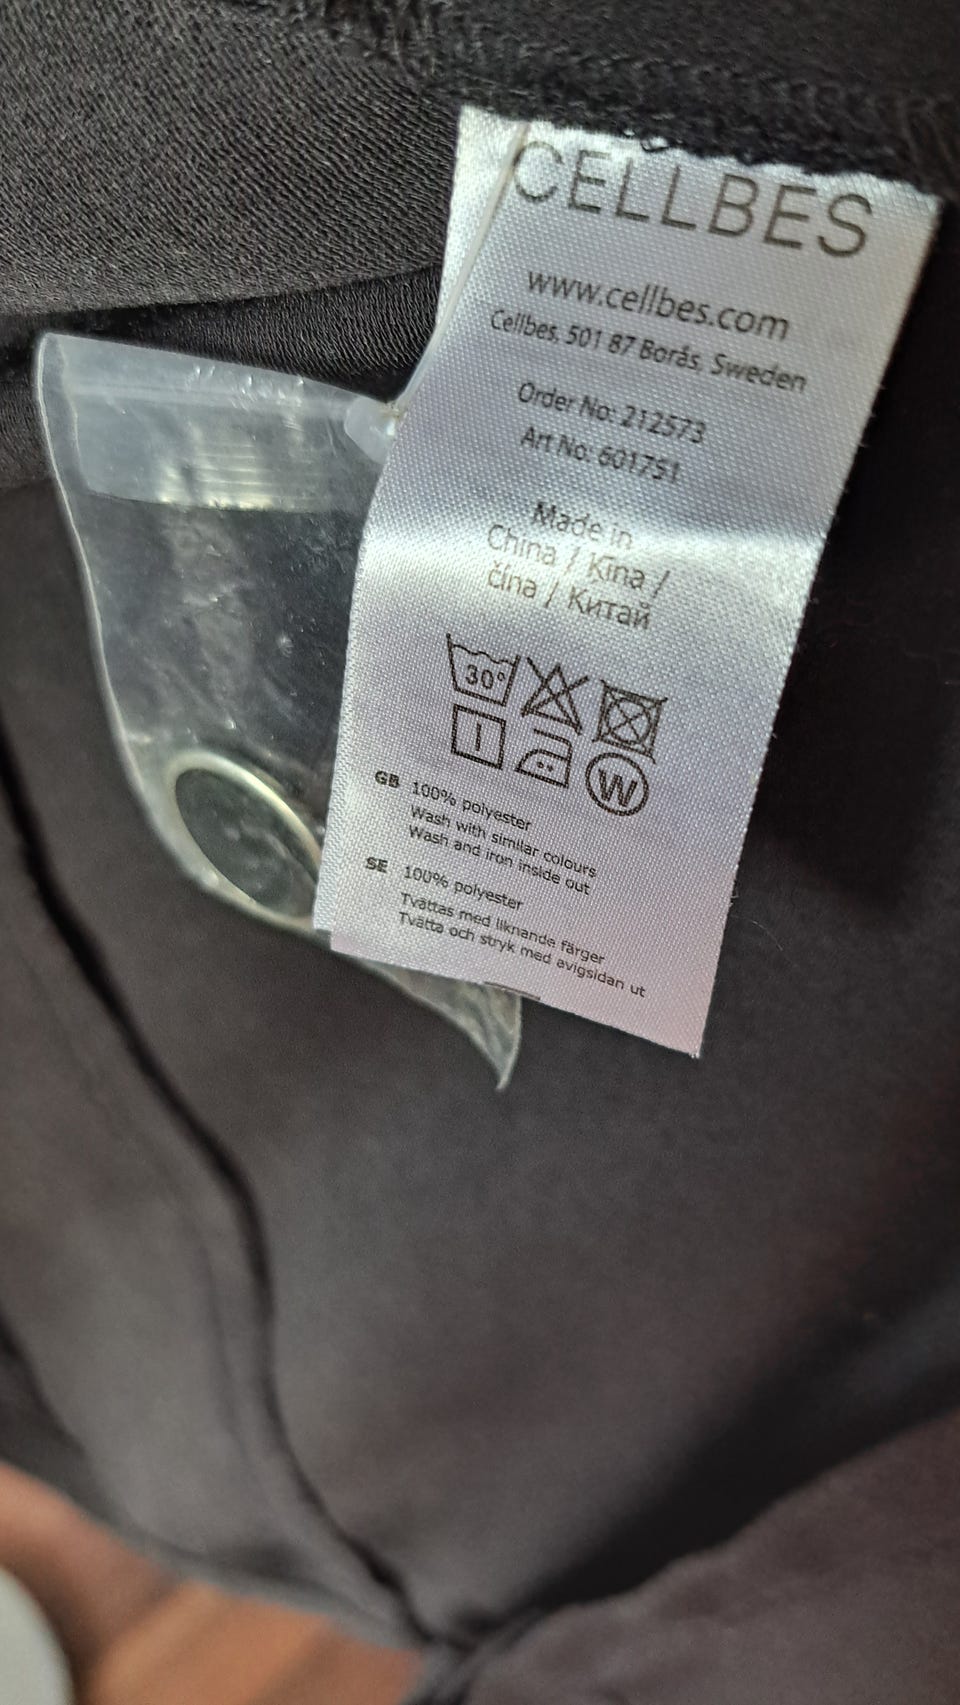 CELLBES
www.cellbes.com
Cellbes, 501 87 Borås, Sweden
Order No: 212573
Art No: 601751
Made in
China / Kina /
čína / Китай
30°
W
GB 100% polyester
Wash with similar colours
Wash and iron inside out
SE 100% polyester
Tvättas med liknande färger
Tvätta och stryk med avigsidan ut